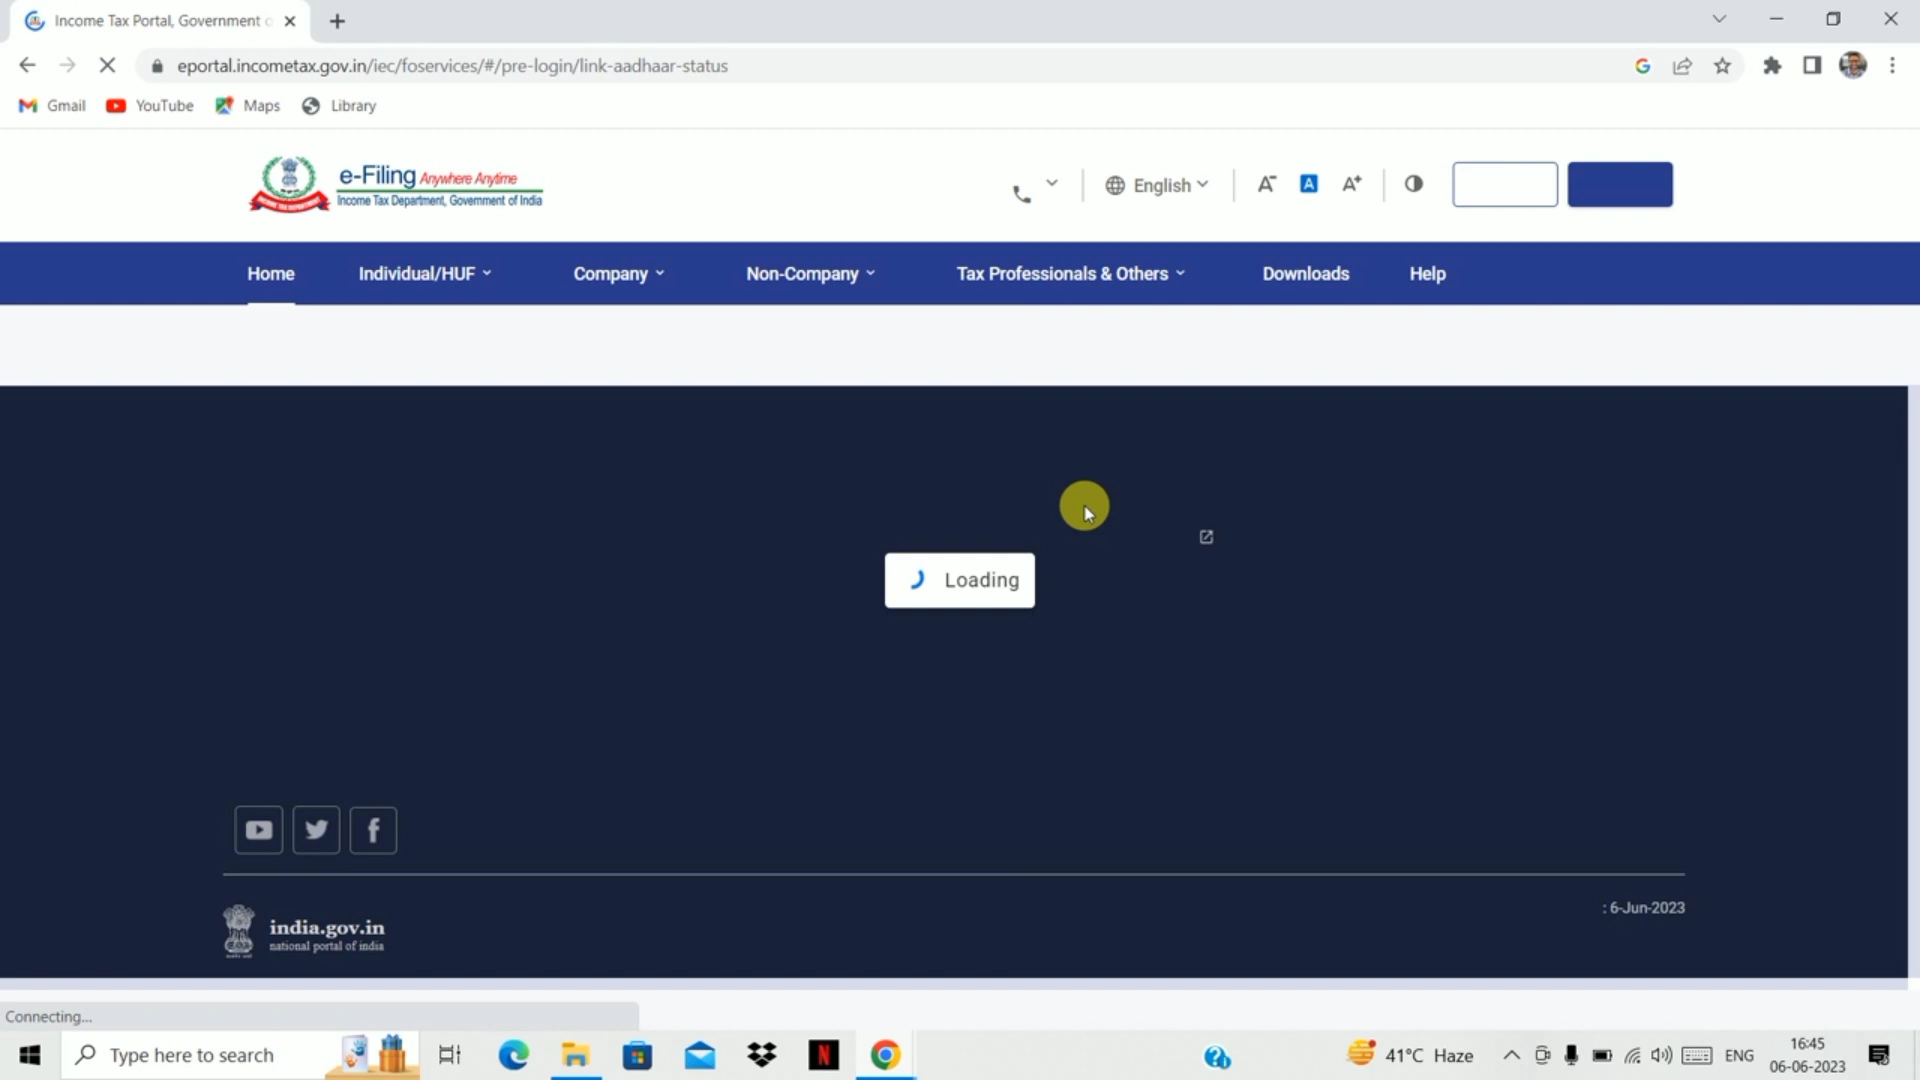 Income Tax Portal, Government
eportal.incometax.gov.in/iec/foservices/#/pre-login/link-aadhaar-status
Gmail YouTube Maps Library
e-Filing Anywhere Anytime
Income Tax Department, Government of India
English A- A A+
Home Individual/HUF Company Non-Company Tax Professionals & Others Downloads Help
Loading
india.gov.in
national portal of india
: 6-Jun-2023
Connecting...
Type here to search
41°C Haze
ENG
16:45
06-06-2023